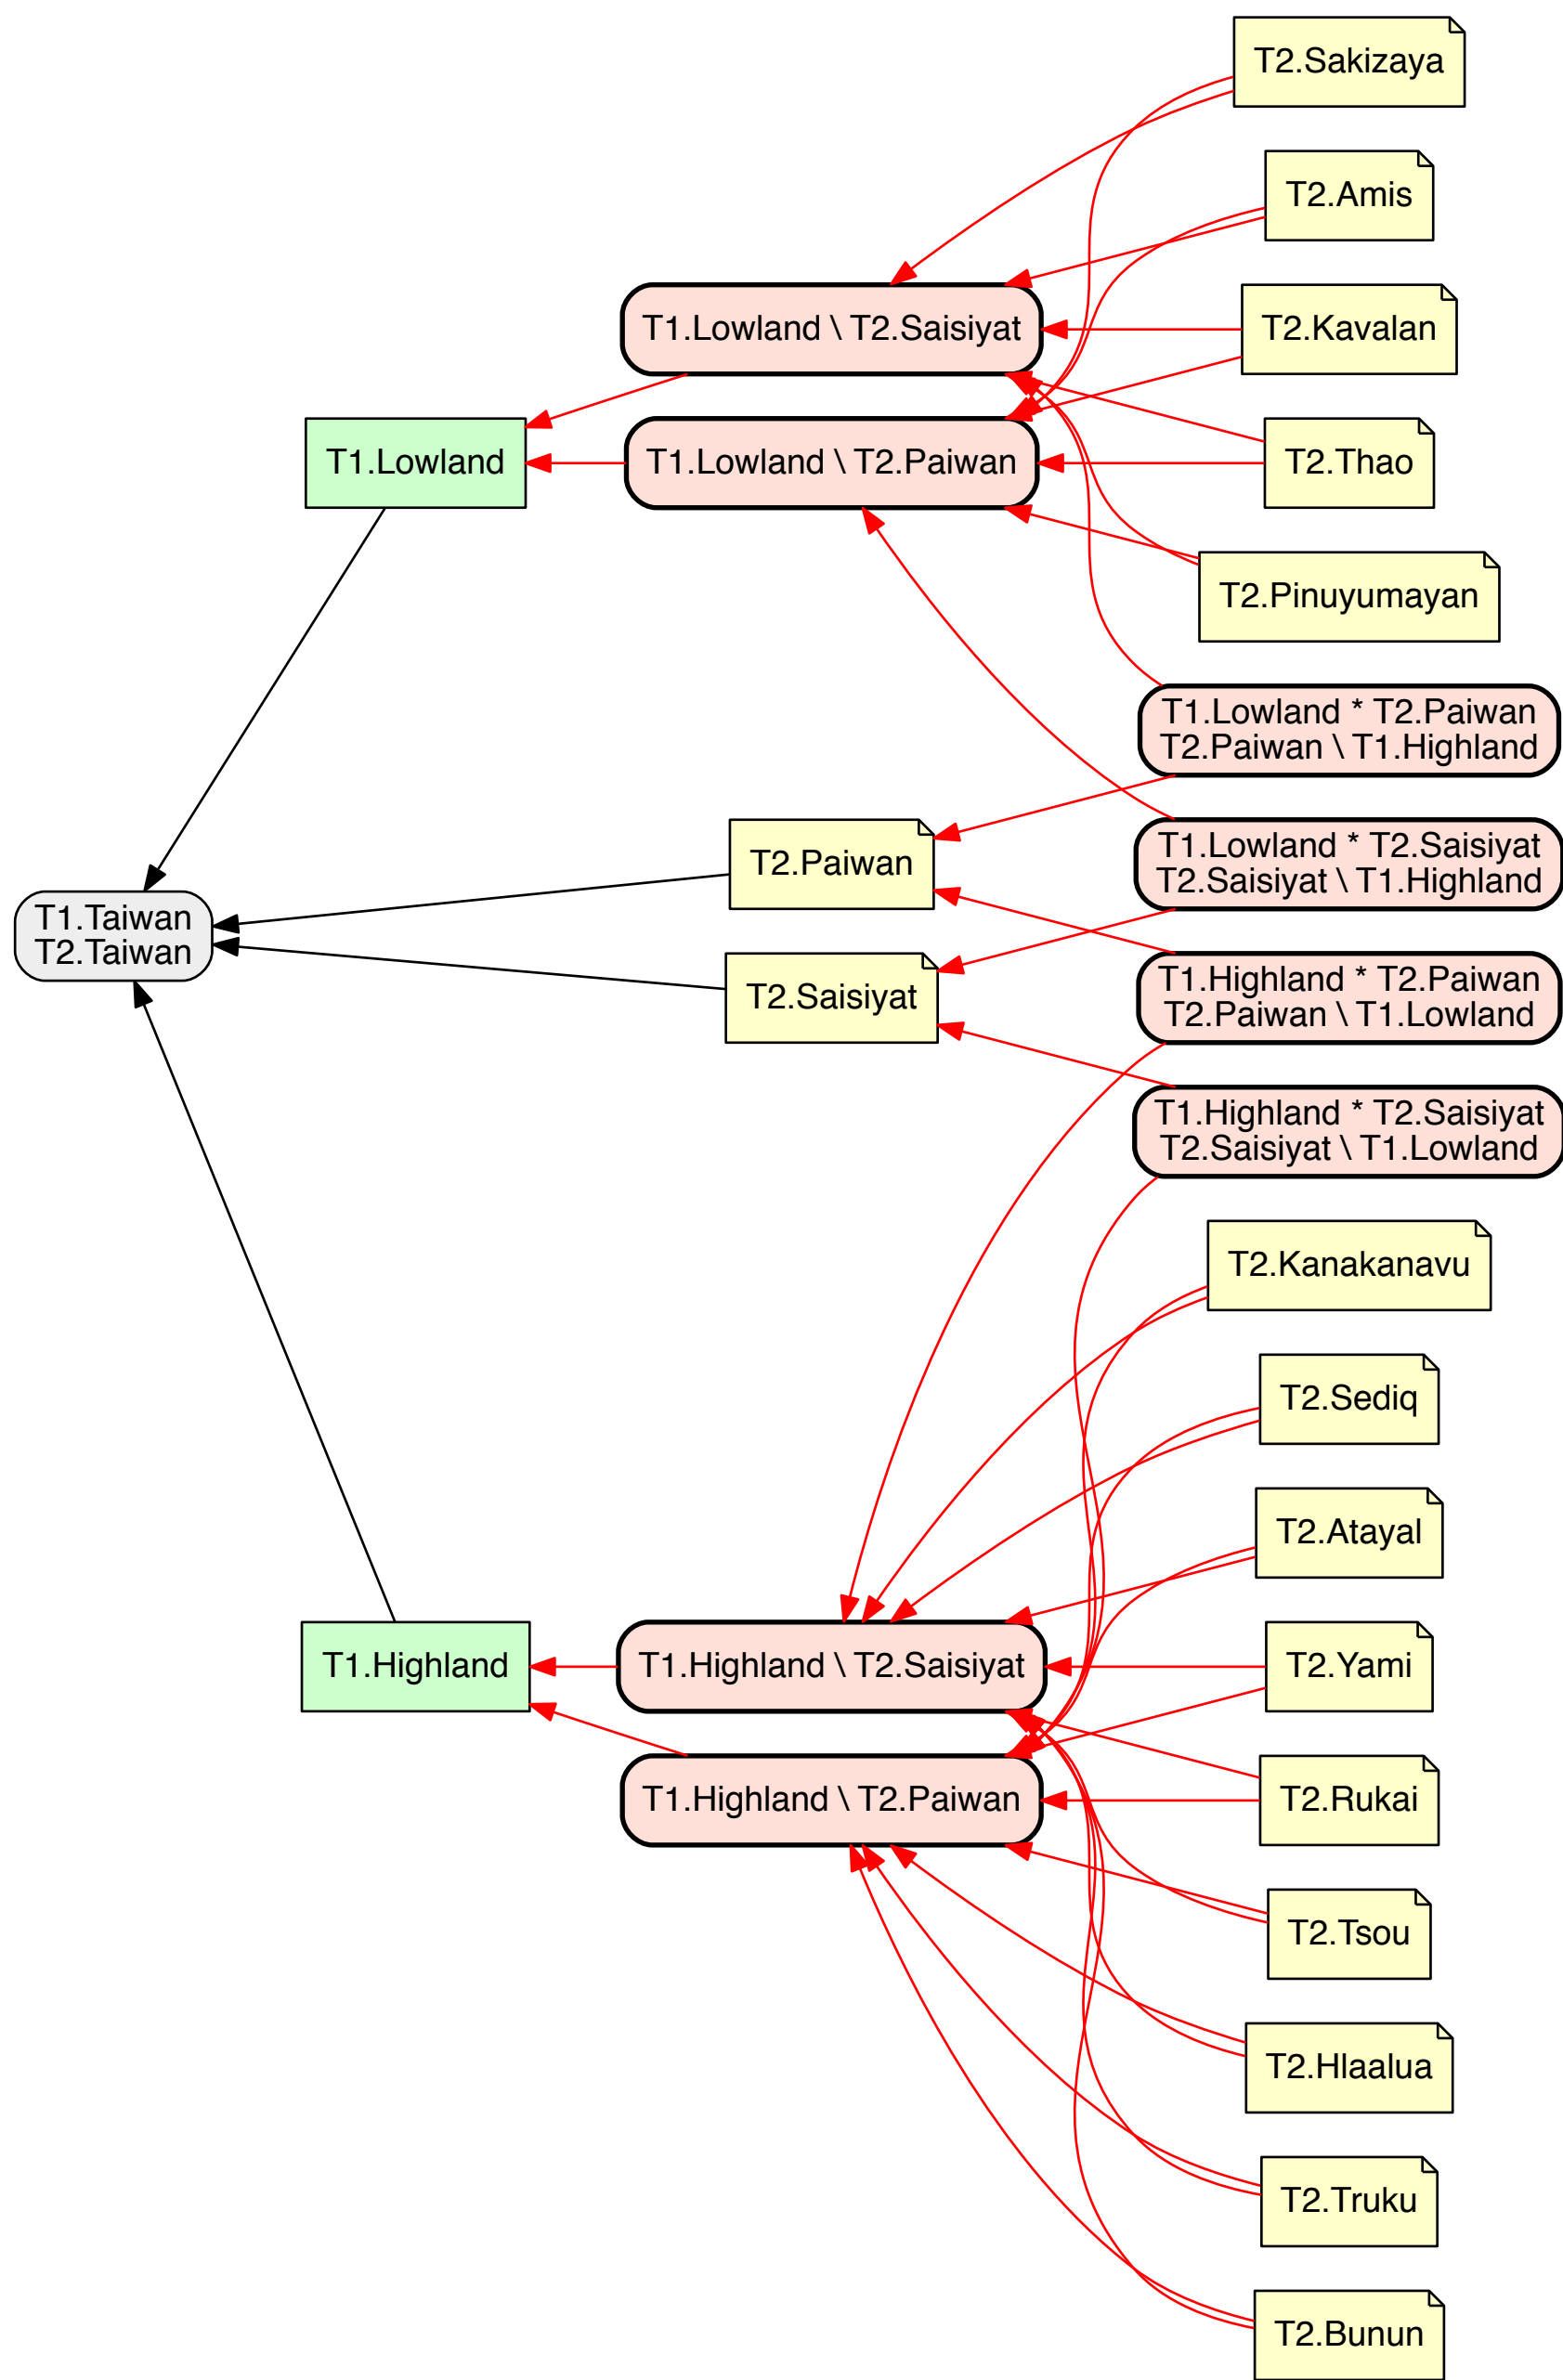 T2.Sakizaya
T2.Amis
T1.Lowland \ T2.Saisiyat
T2.Kavalan
T1.Lowland
T1.Lowland \ T2.Paiwan
T2.Thao
T2.Pinuyumayan
T1.Lowland * T2.Paiwan
T2.Paiwan \ T1.Highland
T2.Paiwan
T1.Lowland * T2.Saisiyat
T2.Saisiyat \ T1.Highland
T1.Taiwan
T2.Taiwan
T2.Saisiyat
T1.Highland * T2.Paiwan
T2.Paiwan \ T1.Lowland
T1.Highland * T2.Saisiyat
T2.Saisiyat \ T1.Lowland
T2.Kanakanavu
T2.Sediq
T2.Atayal
T1.Highland
T1.Highland \ T2.Saisiyat
T2.Yami
T1.Highland \ T2.Paiwan
T2.Rukai
T2.Tsou
T2.Hlaalua
T2.Truku
T2.Bunun